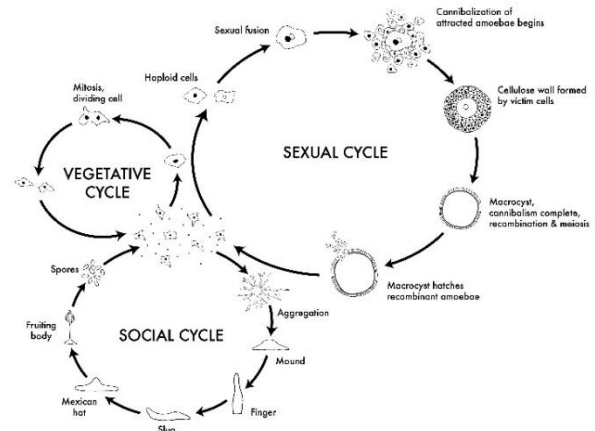 Sexual fusion
Cannibalization of
attracted amoebae begins
Haploid cells
Cellulose wall formed
by victim cells
Mitosis,
dividing cell
SEXUAL CYCLE
VEGETATIVE
CYCLE
Macrocyst,
cannibalism complete,
recombination & meiosis
Macrocyst hatches
recombinant amoebae
Spores
Aggregation
Fruiting
body
SOCIAL CYCLE
Mound
Mexican
hat
Finger
Slug